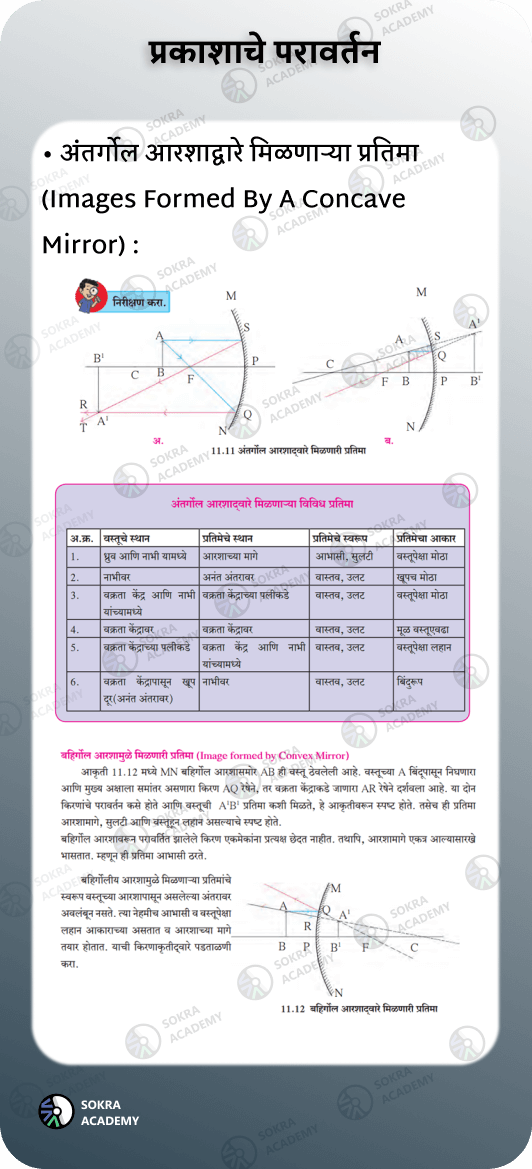 प्रकाशाचे परावर्तन
• अंतर्गोल आरशाद्वारे मिळणाऱ्या प्रतिमा
(Images Formed By A Concave
Mirror) :
निरीक्षण करा.
M
S
A
B¹
C
B
F
P
R
A¹
T
N
Q
अ.
M
A¹
S
A
Q
C
F
B
P
B¹
N
ब.
11.11 अंतर्गोल आरशाद्वारे मिळणारी प्रतिमा
अंतर्गोल आरशाद्वारे मिळणाऱ्या विविध प्रतिमा
अ.क्र. वस्तूचे स्थान प्रतिमेचे स्थान प्रतिमेचे स्वरूप प्रतिमेचा आकार
1. ध्रुव आणि नाभी यामध्ये आरशाच्या मागे आभासी, सुलटी वस्तूपेक्षा मोठा
2. नाभीवर अनंत अंतरावर वास्तव, उलट खूपच मोठा
3. वक्रता केंद्र आणि नाभी वक्रता केंद्राच्या पलीकडे वास्तव, उलट वस्तूपेक्षा मोठा
यांच्यामध्ये
4. वक्रता केंद्रावर वक्रता केंद्रावर वास्तव, उलट मूळ वस्तूएवढा
5. वक्रता केंद्राच्या पलीकडे वक्रता केंद्र आणि नाभी वास्तव, उलट वस्तूपेक्षा लहान
यांच्यामध्ये
6. वक्रता केंद्रापासून खूप नाभीवर वास्तव, उलट बिंदुरूप
दूर(अनंत अंतरावर)
बहिर्गोल आरशामुळे मिळणारी प्रतिमा (Image formed by Convex Mirror)
आकृती 11.12 मध्ये MN बहिर्गोल आरशासमोर AB ही वस्तू ठेवलेली आहे. वस्तूच्या A बिंदूपासून निघणारा
आणि मुख्य अक्षाला समांतर असणारा किरण AQ रेषेने, तर वक्रता केंद्राकडे जाणारा AR रेषेने दर्शवला आहे. या दोन
किरणांचे परावर्तन कसे होते आणि वस्तूची A¹B¹ प्रतिमा कशी मिळते, हे आकृतीवरून स्पष्ट होते. तसेच ही प्रतिमा
आरशामागे, सुलटी आणि वस्तूहून लहान असल्याचे स्पष्ट होते.
बहिर्गोल आरशावरून परावर्तित झालेले किरण एकमेकांना प्रत्यक्ष छेदत नाहीत. तथापि, आरशामागे एकत्र आल्यासारखे
भासतात. म्हणून ही प्रतिमा आभासी ठरते.
बहिर्गोलीय आरशामुळे मिळणाऱ्या प्रतिमांचे
स्वरूप वस्तूच्या आरशापासून असलेल्या अंतरावर
अवलंबून नसते. त्या नेहमीच आभासी व वस्तूपेक्षा
लहान आकाराच्या असतात व आरशाच्या मागे
तयार होतात. याची किरणाकृतीद्वारे पडताळणी
करा.
M
A
Q
A¹
R
B
P
B¹
F
C
N
11.12 बहिर्गोल आरशाद्वारे मिळणारी प्रतिमा
SOKRA
ACADEMY